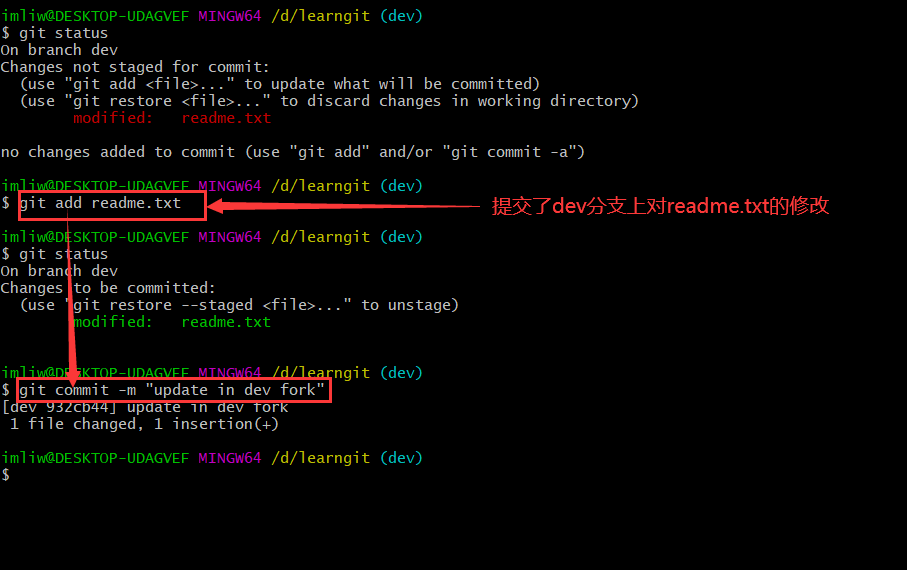 imliw@DESKTOP-UDAGVEF MINGW64 /d/learngit (dev)
$ git status
On branch dev
Changes not staged for commit:
  (use "git add <file>..." to update what will be committed)
  (use "git restore <file>..." to discard changes in working directory)
        modified:   readme.txt
no changes added to commit (use "git add" and/or "git commit -a")
imliw@DESKTOP-UDAGVEF MINGW64 /d/learngit (dev)
$ git add readme.txt
提交了dev分支上对readme.txt的修改
imliw@DESKTOP-UDAGVEF MINGW64 /d/learngit (dev)
$ git status
On branch dev
Changes to be committed:
  (use "git restore --staged <file>..." to unstage)
        modified:   readme.txt
imliw@DESKTOP-UDAGVEF MINGW64 /d/learngit (dev)
$ git commit -m "update in dev fork"
[dev 932cb44] update in dev fork
 1 file changed, 1 insertion(+)
imliw@DESKTOP-UDAGVEF MINGW64 /d/learngit (dev)
$